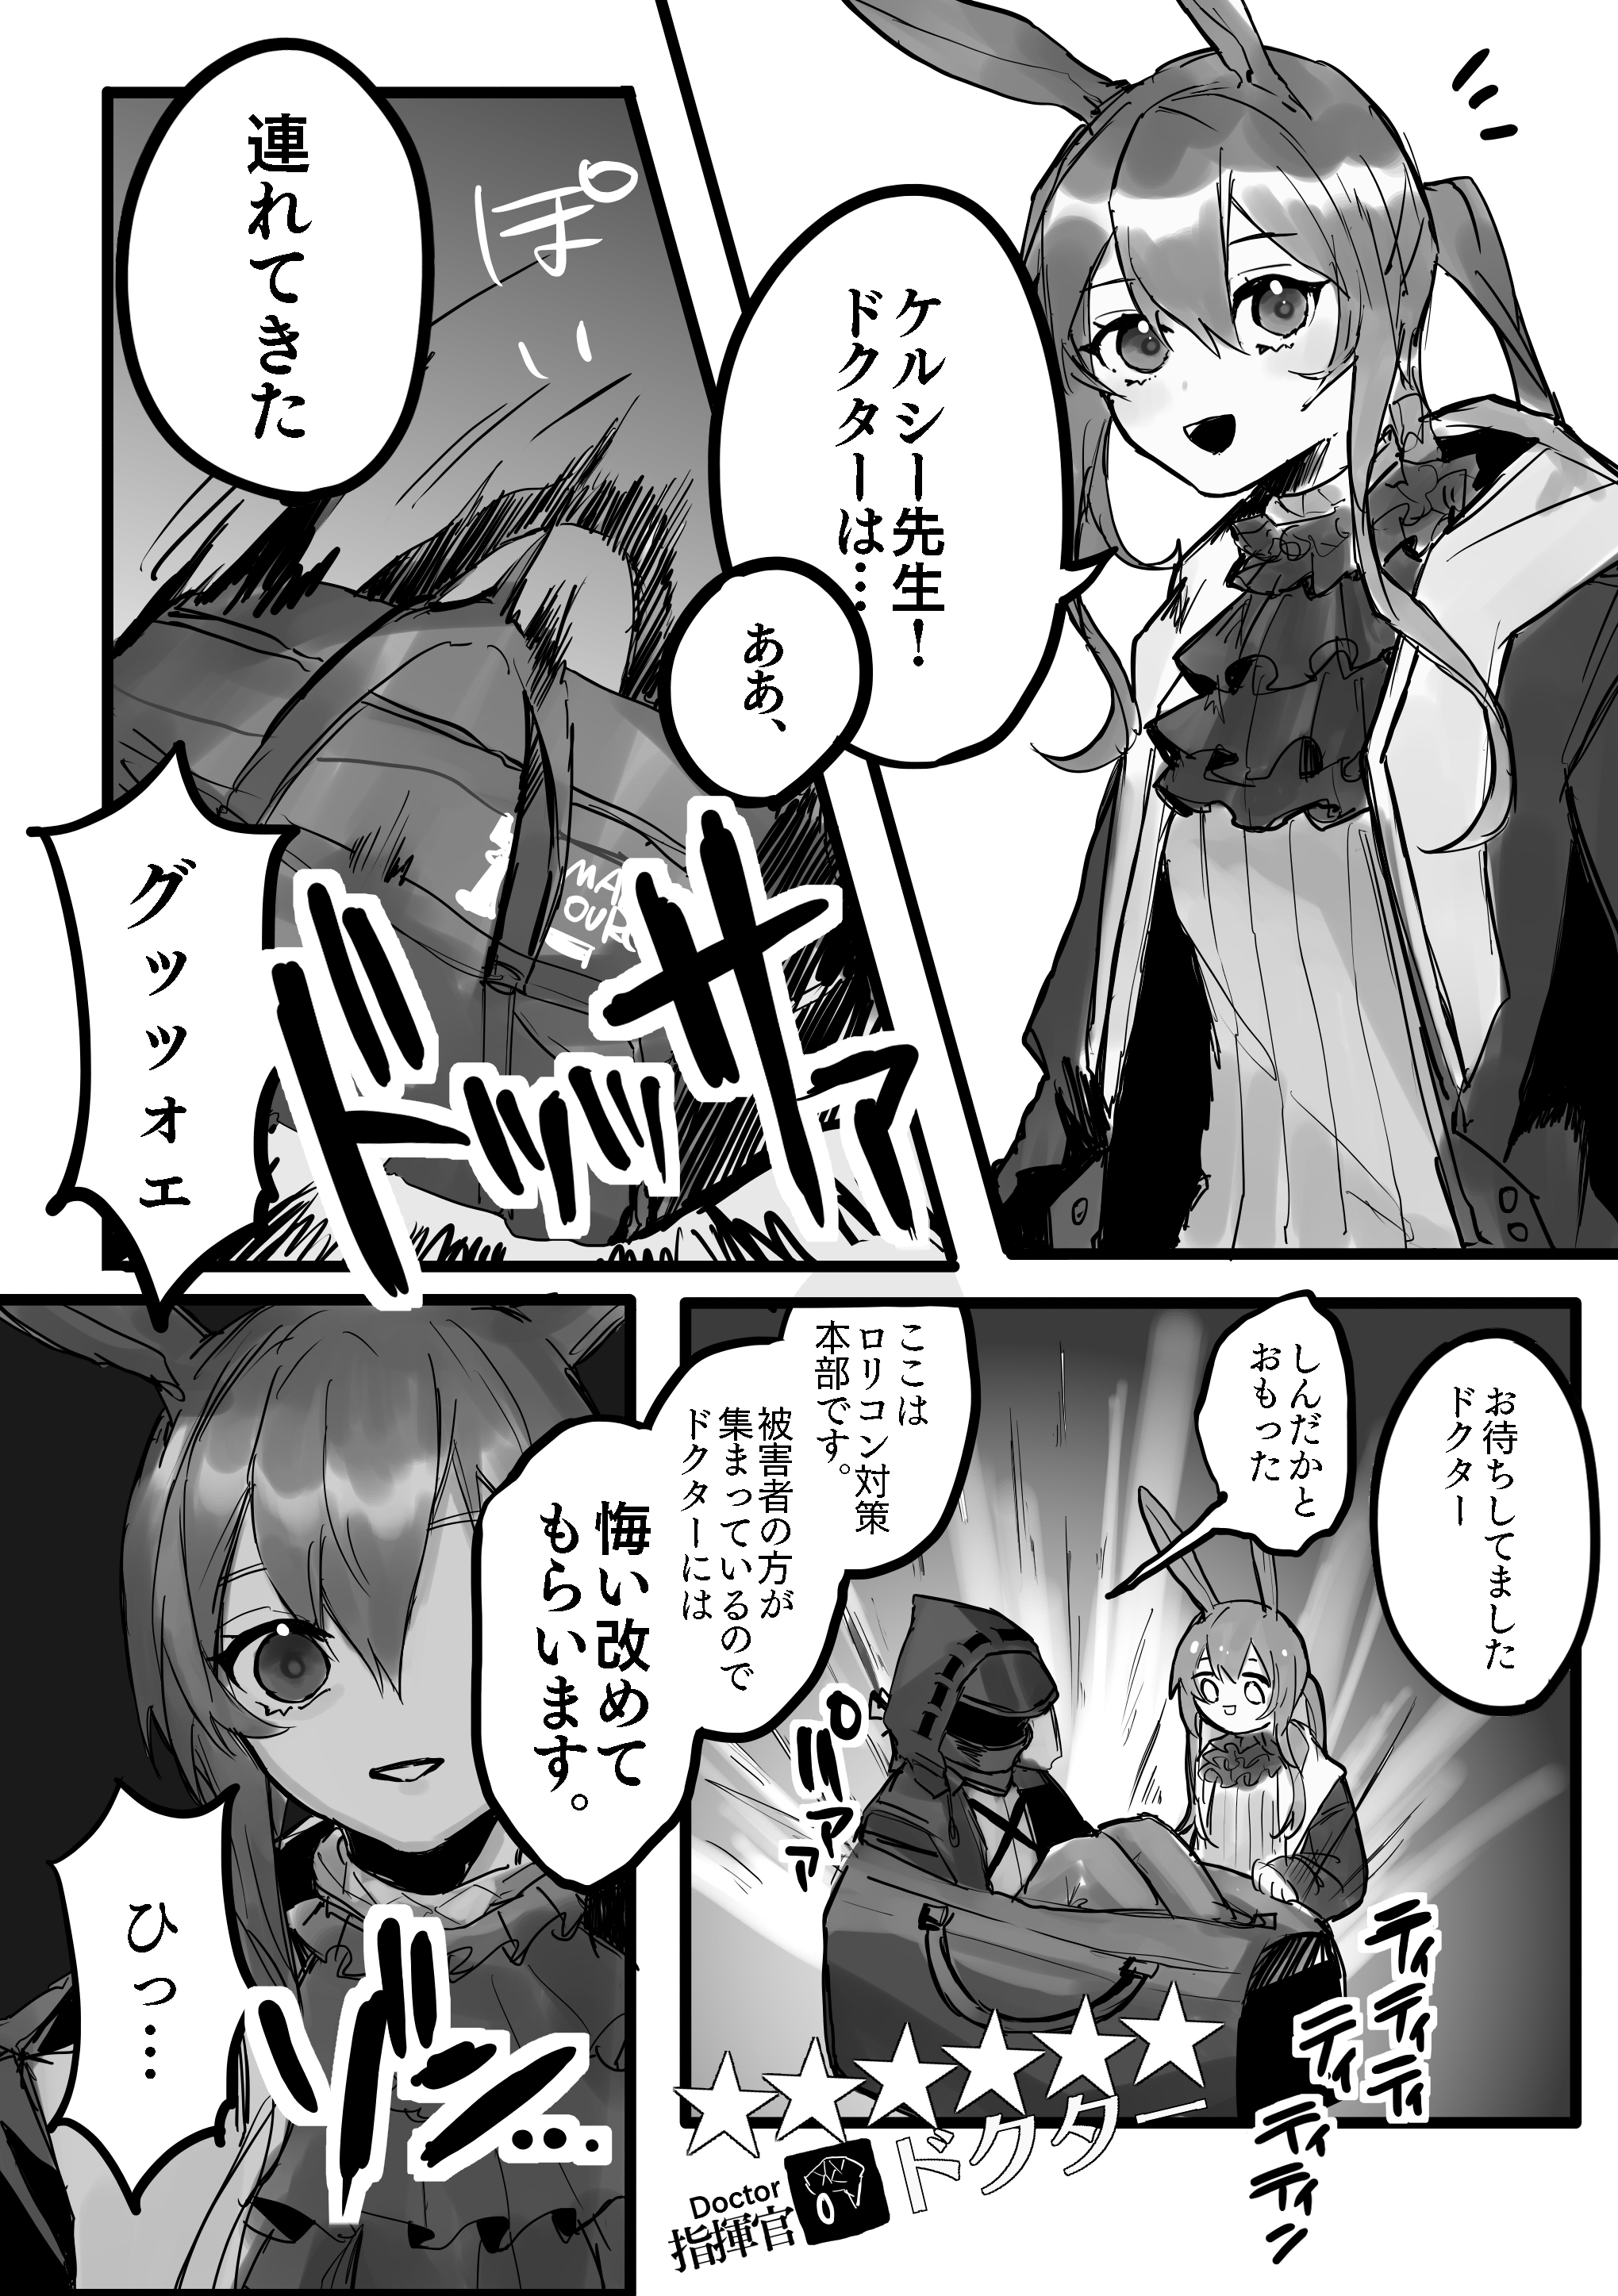 ケルシー先生!
ドクターは…
ああ、
連れてきた
ぽ
い
MA
OUR
ドッサァ
グッッツォェ
お待ちしてました
ドクター
しんだかと
おもった
ここは
ロリコン対策
本部です。
被害者の方が
集まっているので
ドクターには
悔い改めて
もらいます。
パァァ
ティティ
ティティ
ティティ
ティン
★★★★★★
ドクター
Doctor
指揮官
ゾン…
ひっ…